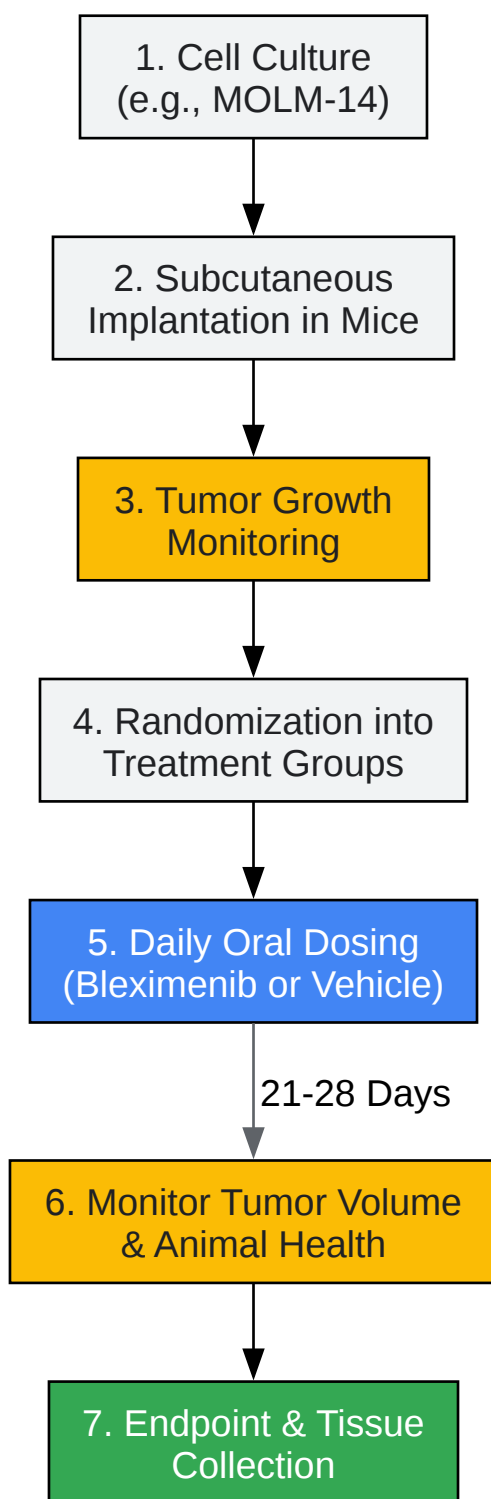 1. Cell Culture
(e.g., MOLM-14)
2. Subcutaneous
Implantation in Mice
3. Tumor Growth
Monitoring
4. Randomization into
Treatment Groups
5. Daily Oral Dosing
(Bleximenib or Vehicle)
21-28 Days
6. Monitor Tumor Volume
& Animal Health
7. Endpoint & Tissue
Collection